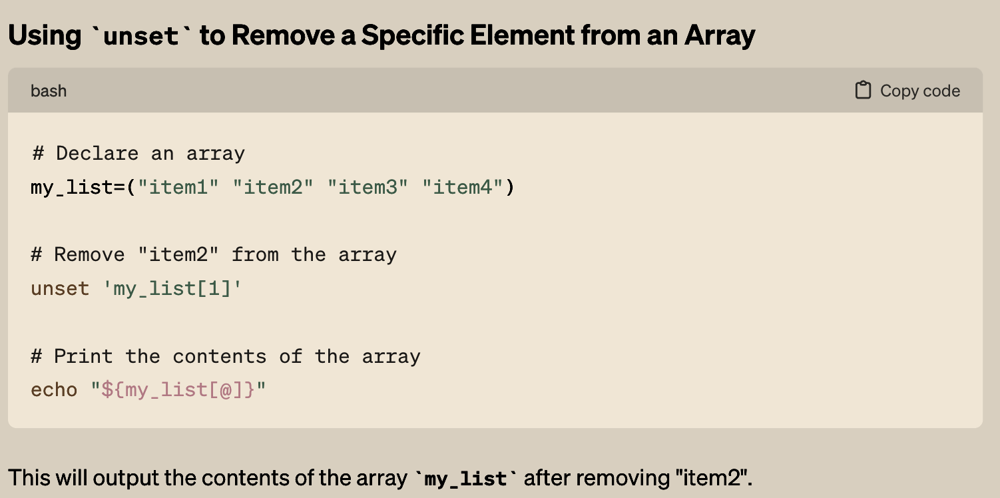 Using `unset` to Remove a Specific Element from an Array
bash
Copy code
# Declare an array
my_list=("item1" "item2" "item3" "item4")
# Remove "item2" from the array
unset 'my_list[1]'
# Print the contents of the array
echo "${my_list[@]}"
This will output the contents of the array `my_list` after removing "item2".